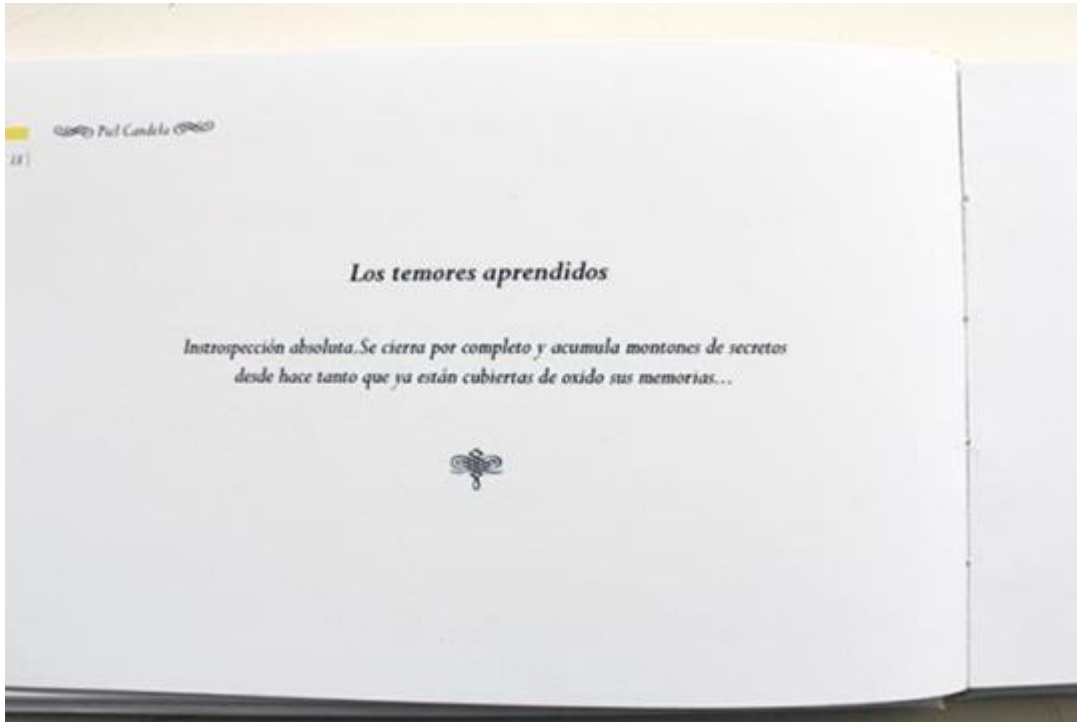 Piel Candela
18
Los temores aprendidos
Instrospección absoluta.Se cierra por completo y acumula montones de secretos
desde hace tanto que ya están cubiertas de oxido sus memorias...